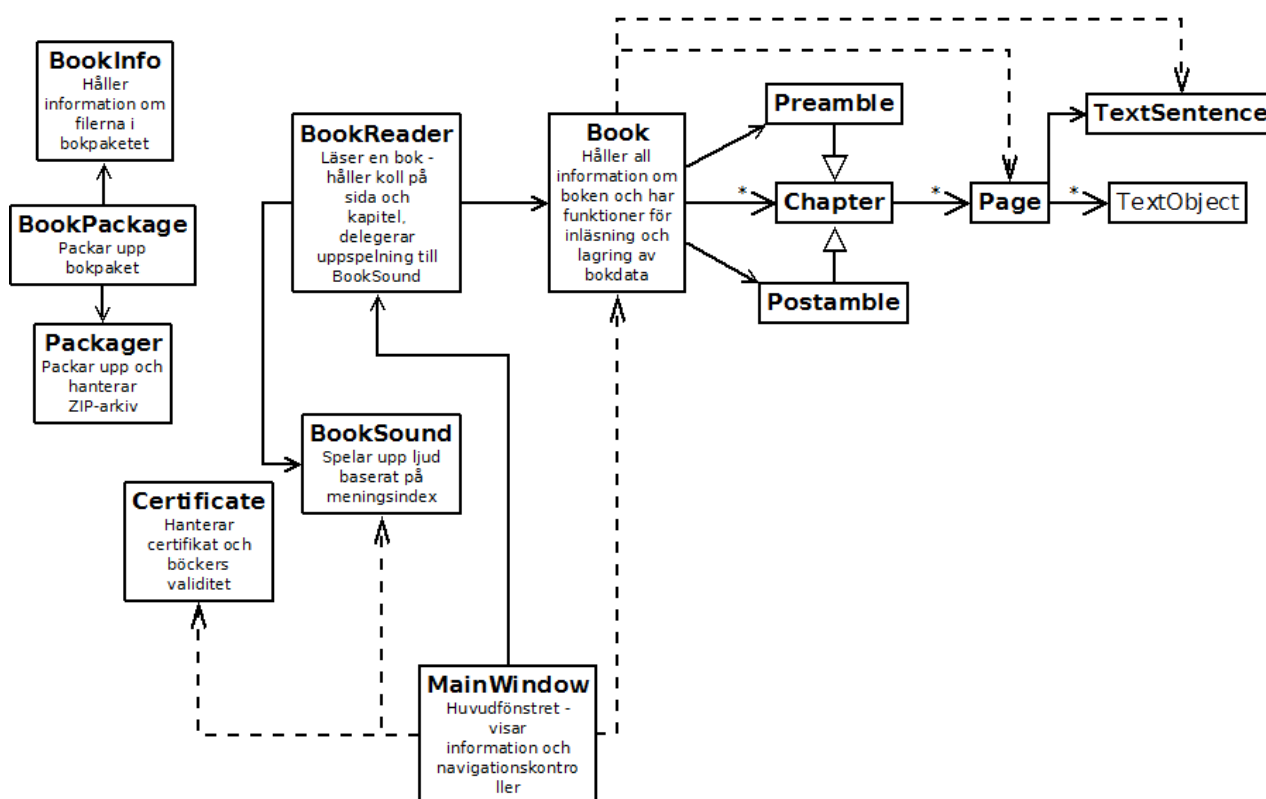 BookInfo
Håller
information om
filerna i
bokpaketet
BookPackage
Packar upp
bokpaket
Packager
Packar upp och
hanterar
ZIP-arkiv
BookReader
Läser en bok -
håller koll på
sida och
kapitel,
delegerar
uppspelning till
BookSound
Book
Håller all
information om
boken och har
funktioner för
inläsning och
lagring av
bokdata
Preamble
*
Chapter
Postamble
*
Page
TextSentence
*
TextObject
BookSound
Spelar upp ljud
baserat på
meningsindex
Certificate
Hanterar
certifikat och
böckers
validitet
MainWindow
Huvudfönstret -
visar
information och
navigationskontro
ller